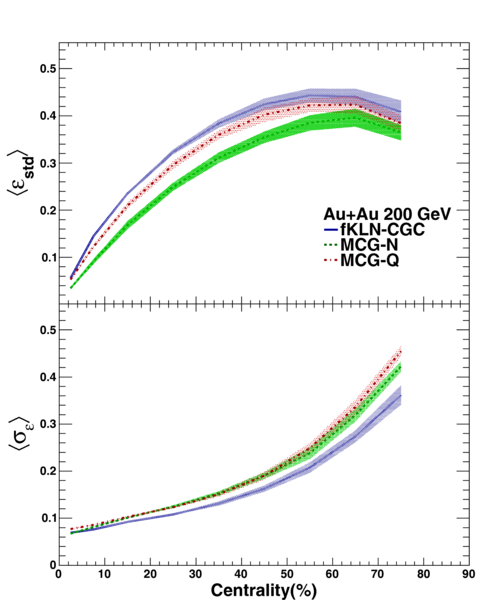 0.5
0.4
0.3
0.2
0.1
⟨ε_std⟩
Au+Au 200 GeV
fKLN-CGC
MCG-N
MCG-Q
0.5
0.4
0.3
0.2
0.1
0
⟨σ_ε⟩
0 10 20 30 40 50 60 70 80 90
Centrality(%)